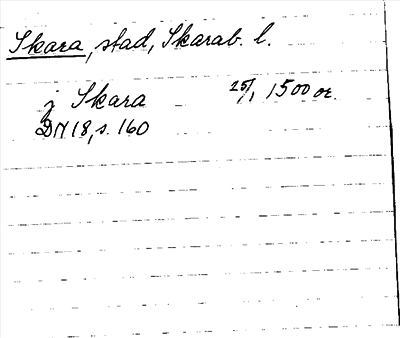 Skara, stad, Skarab. l.
j Skara 25/1 1500 or.
DN 18, s. 160